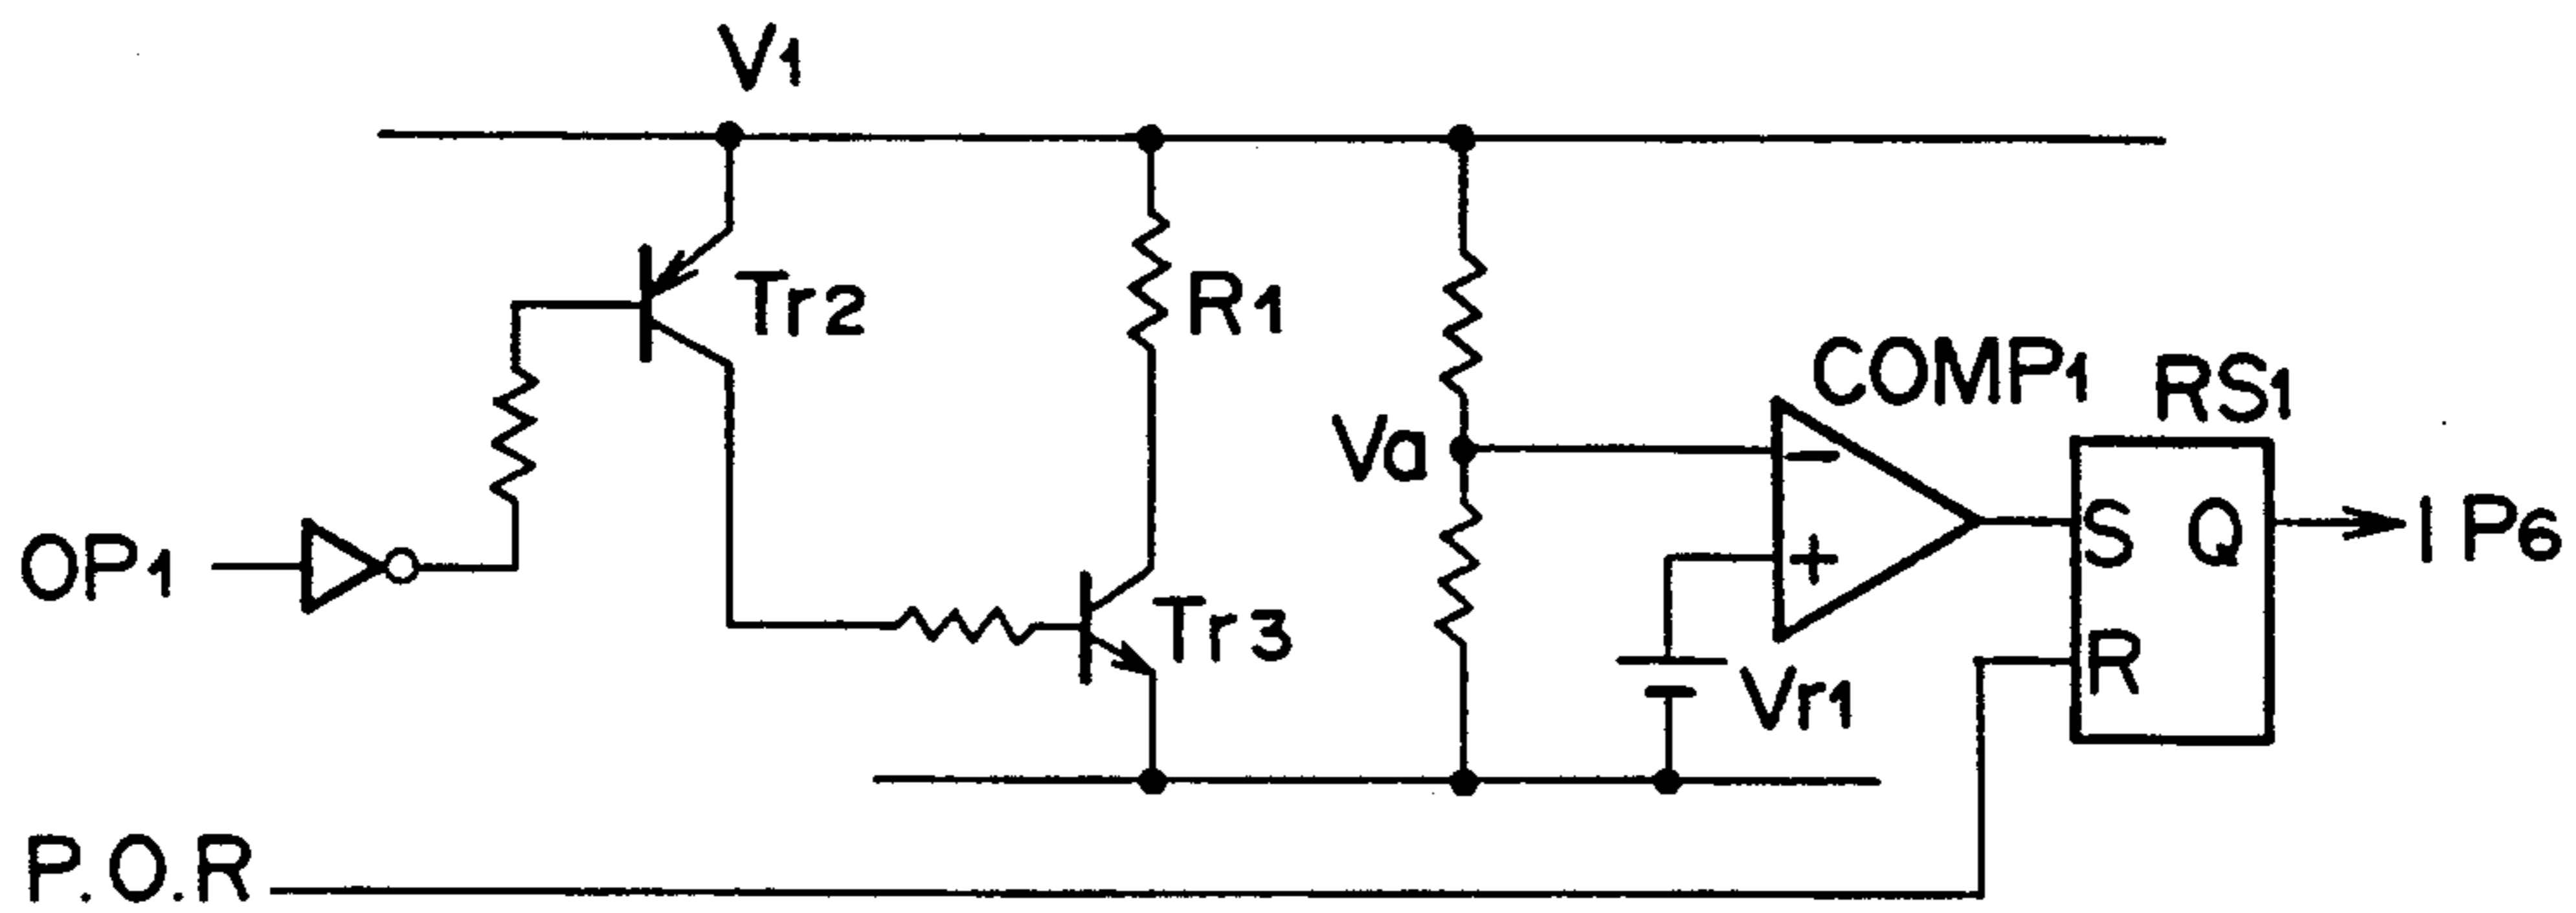 V1
Tr2
R1
COMP1
RS1
Va
−
S Q
IP6
OP1
+
Tr3
R
Vr1
P.O.R